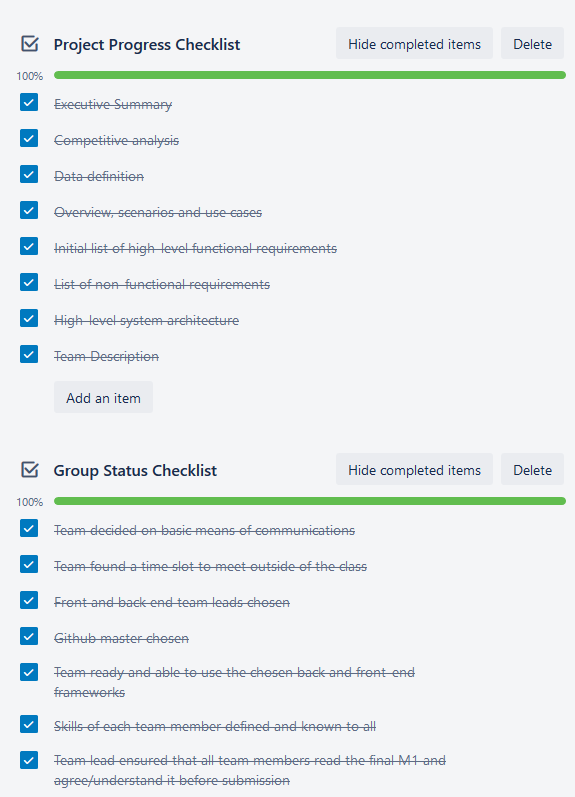 Project Progress Checklist
Hide completed items
Delete
100%
Executive Summary
Competitive analysis
Data definition
Overview, scenarios and use cases
Initial list of high-level functional requirements
List of non-functional requirements
High-level system architecture
Team Description
Add an item
Group Status Checklist
Hide completed items
Delete
100%
Team decided on basic means of communications
Team found a time slot to meet outside of the class
Front and back end team leads chosen
Github master chosen
Team ready and able to use the chosen back and front-end
frameworks
Skills of each team member defined and known to all
Team lead ensured that all team members read the final M1 and
agree/understand it before submission